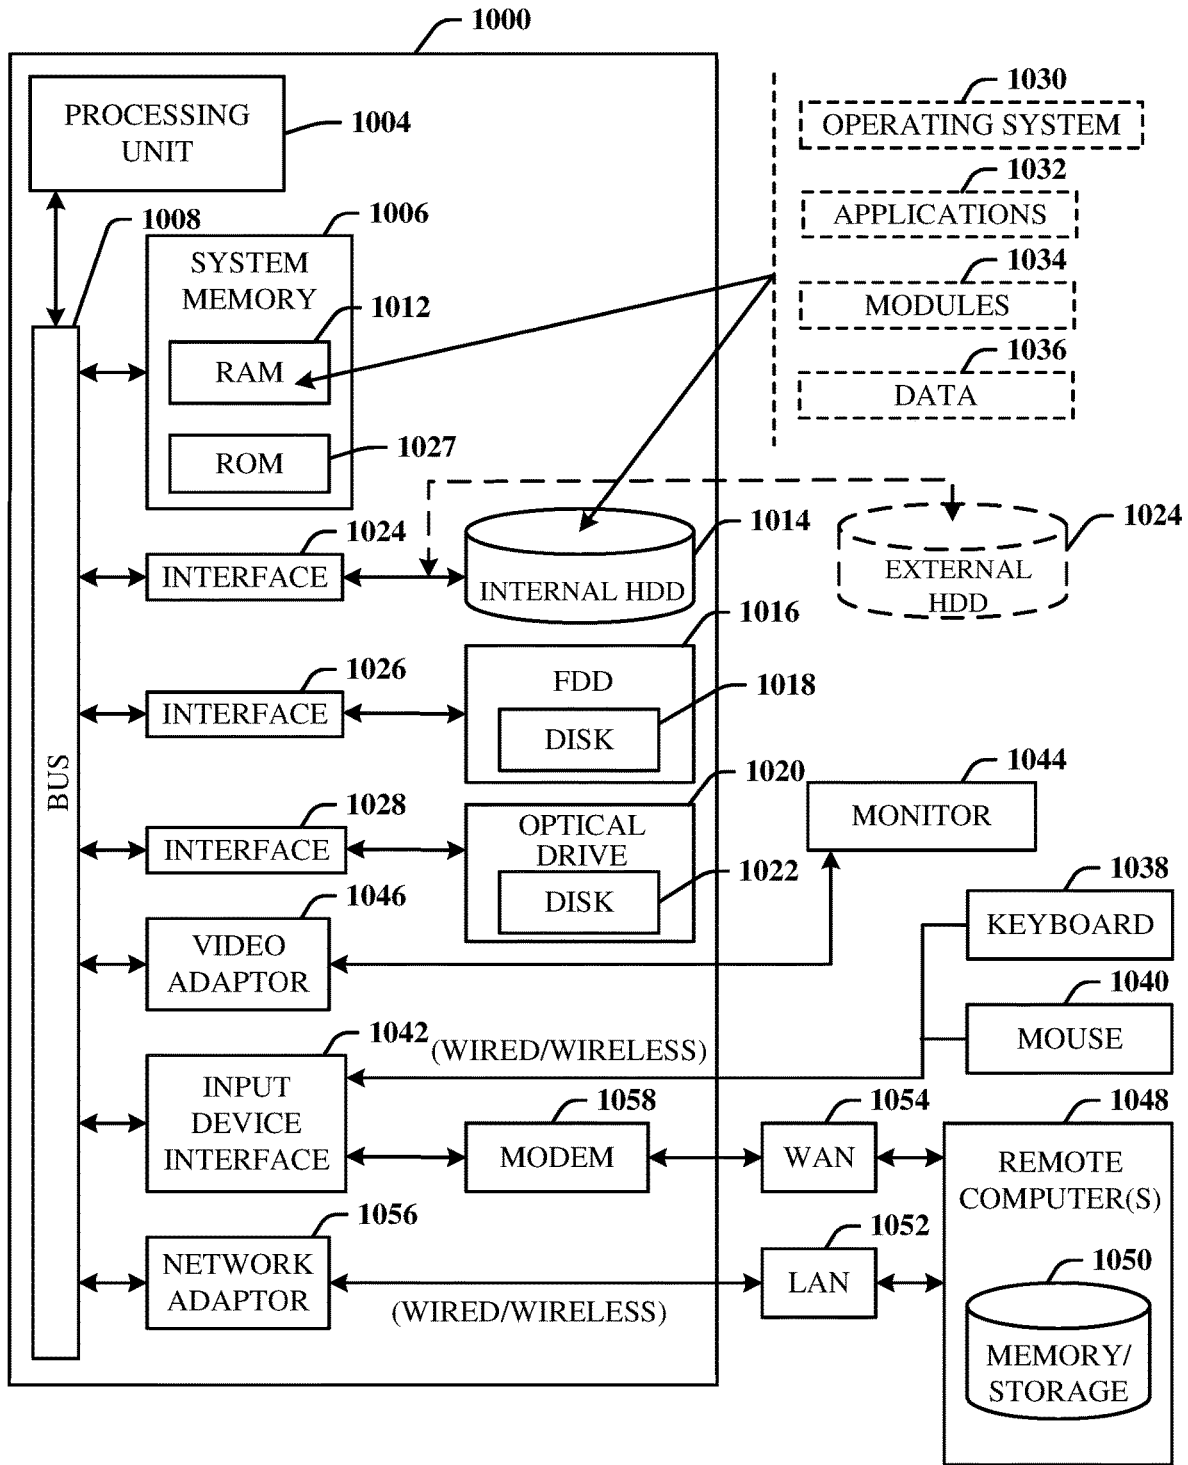 1000
PROCESSING
UNIT
1004
1030
OPERATING SYSTEM
1032
APPLICATIONS
1034
MODULES
1036
DATA
1008
1006
SYSTEM
MEMORY
1012
RAM
ROM
1027
1024
INTERFACE
1014
INTERNAL HDD
1024
EXTERNAL
HDD
1026
INTERFACE
1016
FDD
1018
DISK
BUS
1028
INTERFACE
1020
OPTICAL
DRIVE
1022
DISK
1044
MONITOR
1046
VIDEO
ADAPTOR
1038
KEYBOARD
1040
MOUSE
1042
(WIRED/WIRELESS)
INPUT
DEVICE
INTERFACE
1058
MODEM
1054
WAN
1048
REMOTE
COMPUTER(S)
1056
NETWORK
ADAPTOR
(WIRED/WIRELESS)
1052
LAN
1050
MEMORY/
STORAGE